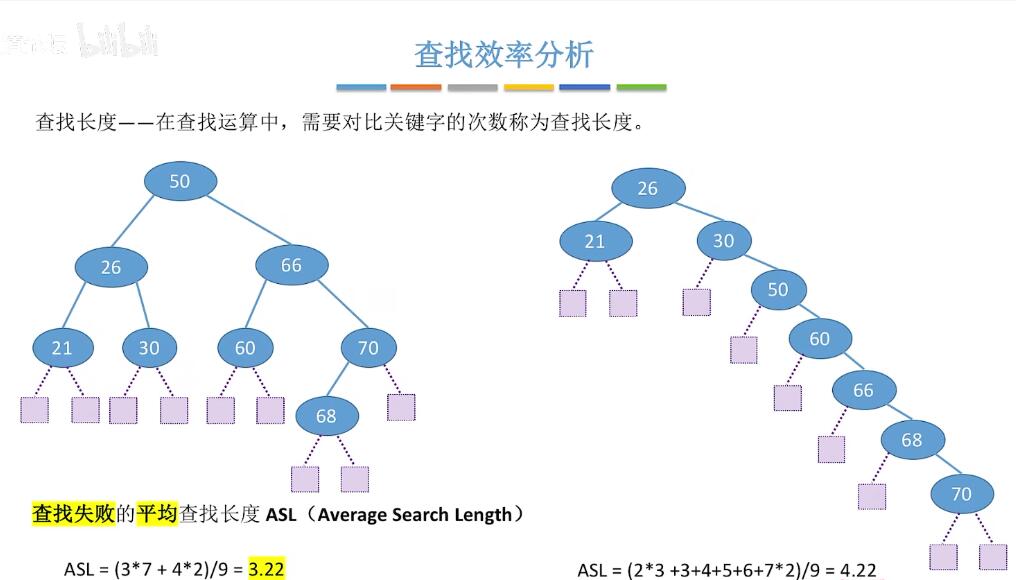 bilibili
查找效率分析
查找长度——在查找运算中，需要对比关键字的次数称为查找长度。
50
26
66
21
30
60
70
68
26
21
30
50
60
66
68
70
查找失败的平均查找长度 ASL（Average Search Length）
ASL = (3*7 + 4*2)/9 = 3.22
ASL = (2*3 +3+4+5+6+7*2)/9 = 4.22